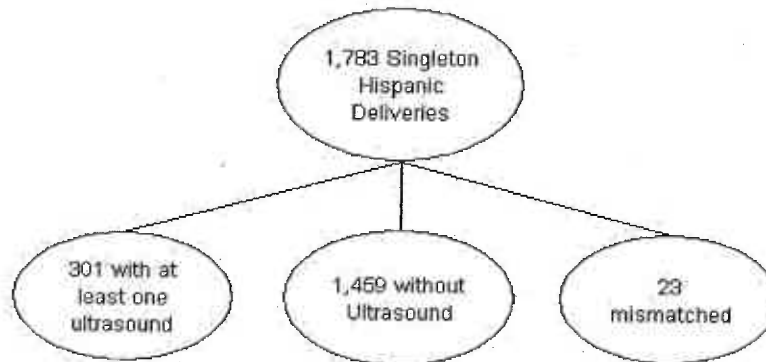 1,783 Singleton
Hispanic
Deliveries
301 with at
least one
ultrasound
1,459 without
Ultrasound
23
mismatched